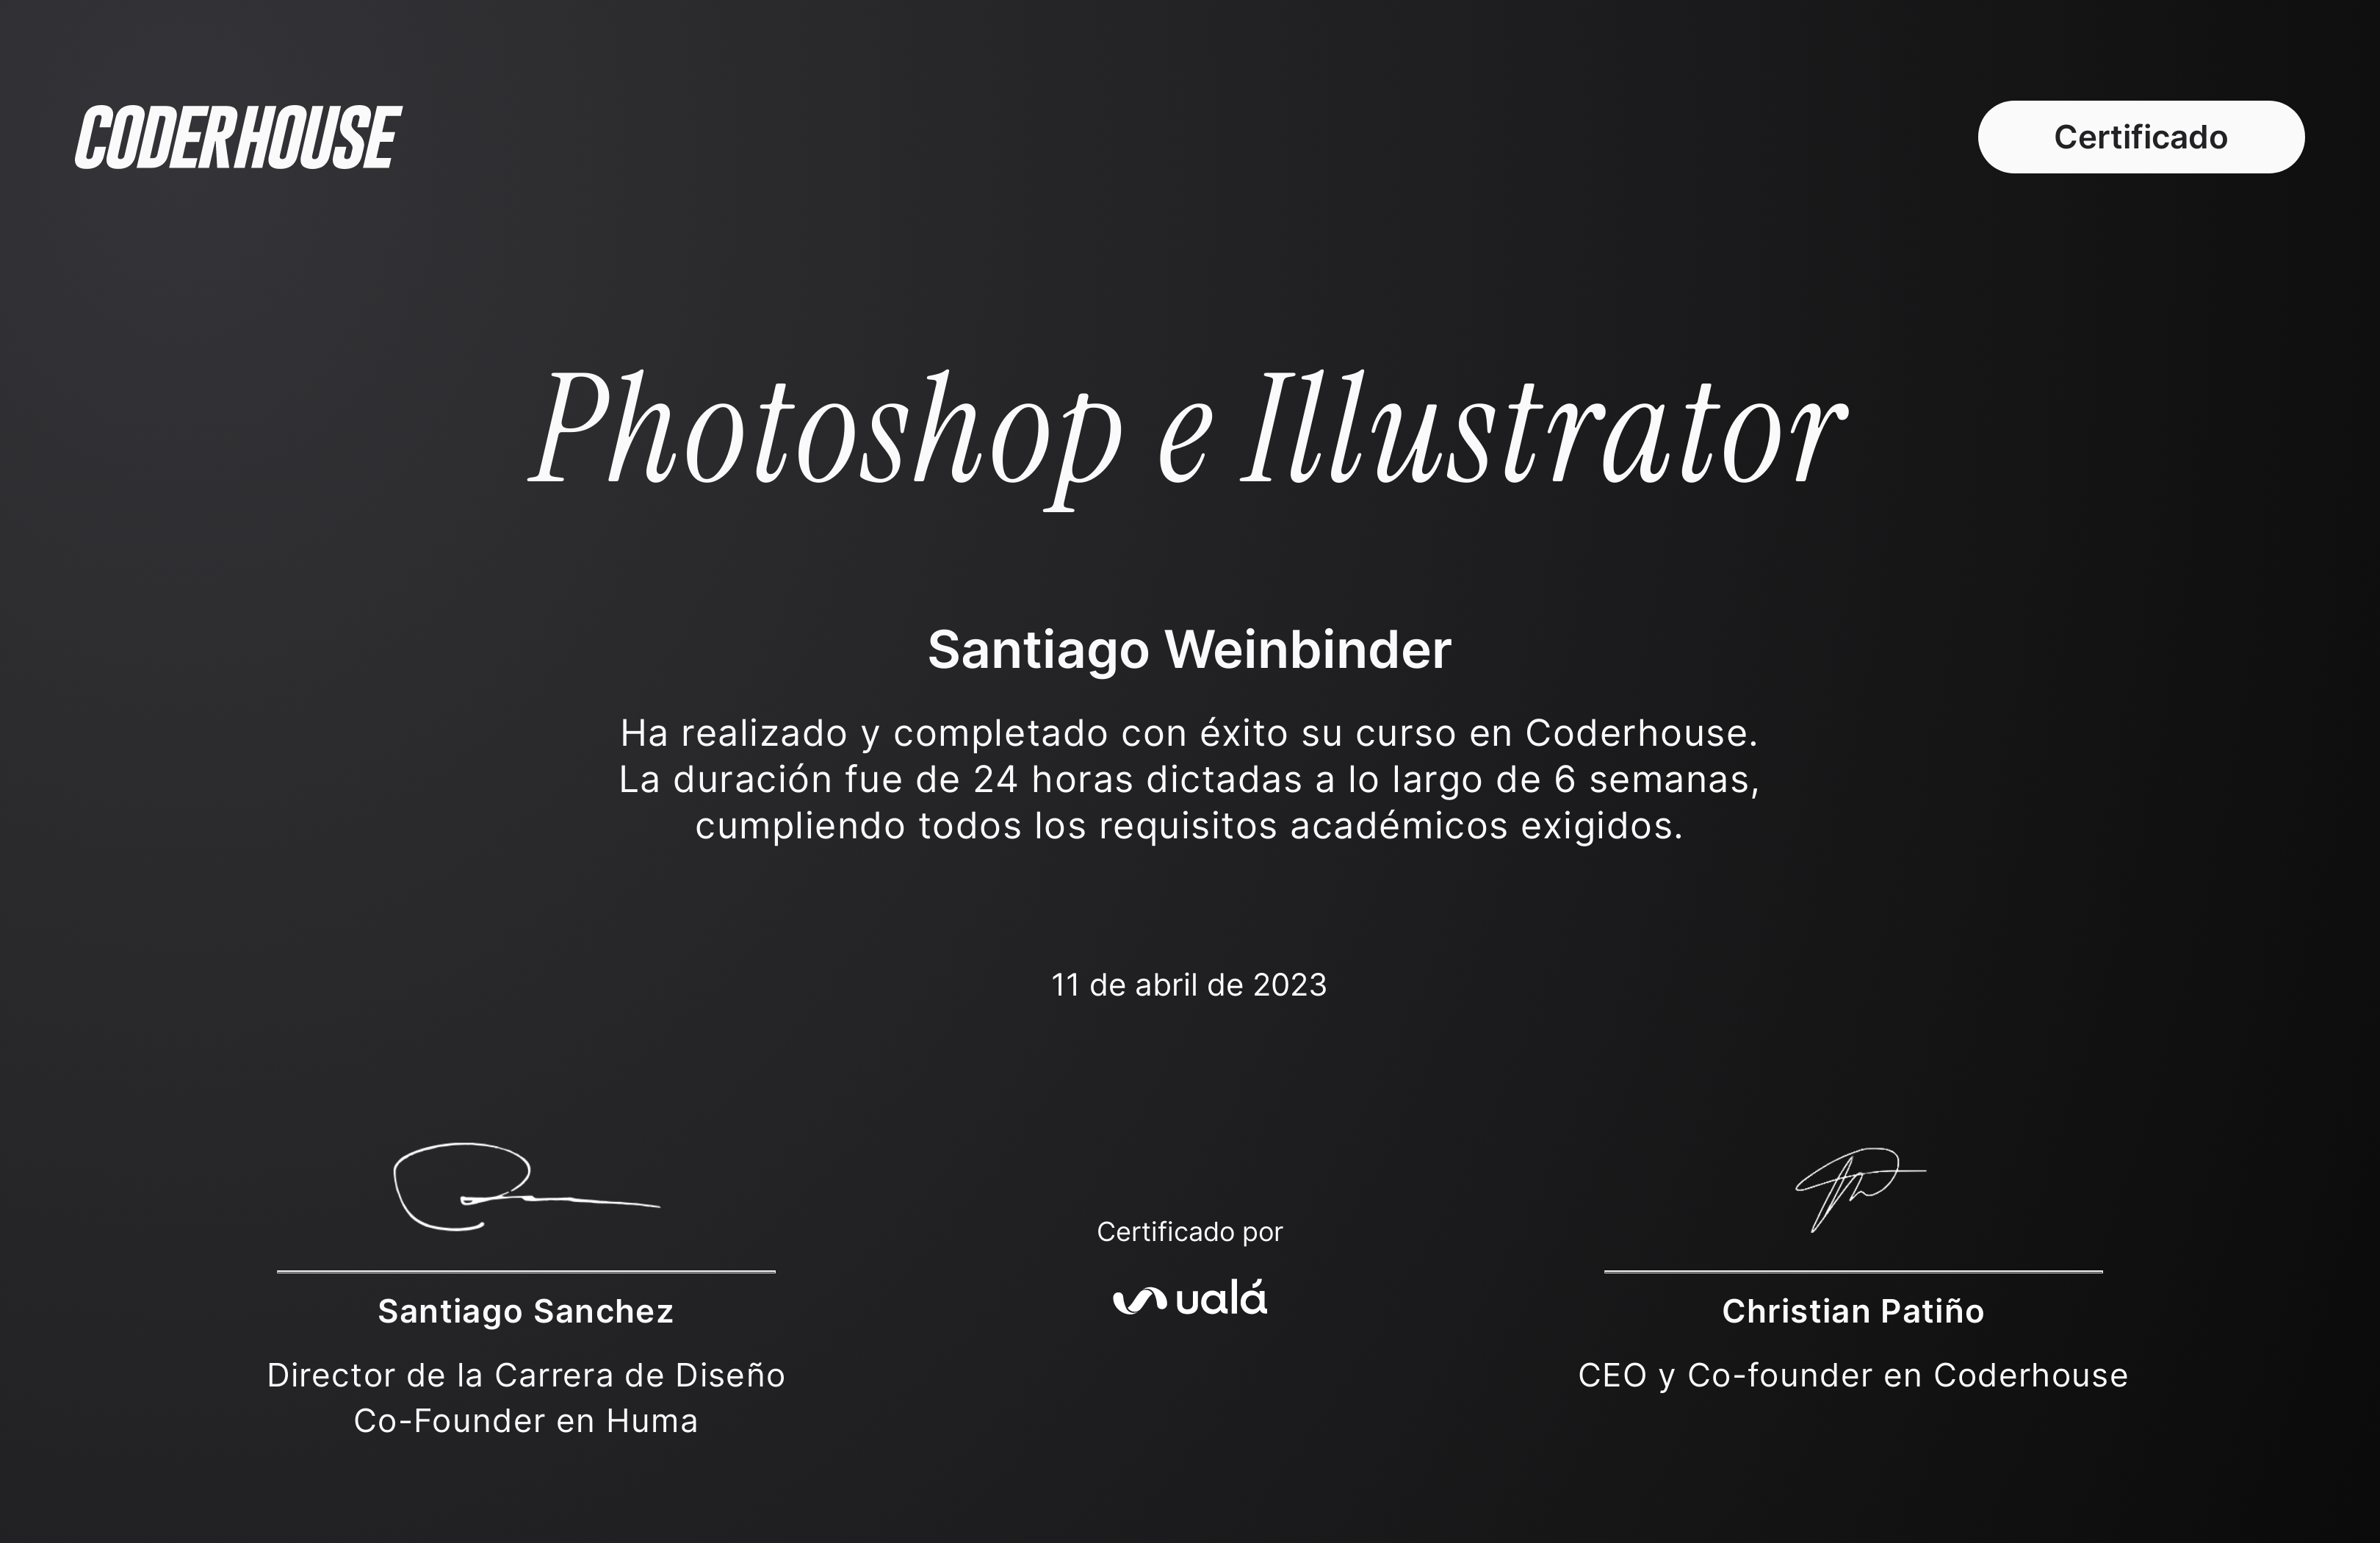 CODERHOUSE
Certificado
Photoshop e Illustrator
Santiago Weinbinder
Ha realizado y completado con éxito su curso en Coderhouse.
La duración fue de 24 horas dictadas a lo largo de 6 semanas,
cumpliendo todos los requisitos académicos exigidos.
11 de abril de 2023
Santiago Sanchez
Director de la Carrera de Diseño
Co-Founder en Huma
Certificado por
ualá
Christian Patiño
CEO y Co-founder en Coderhouse